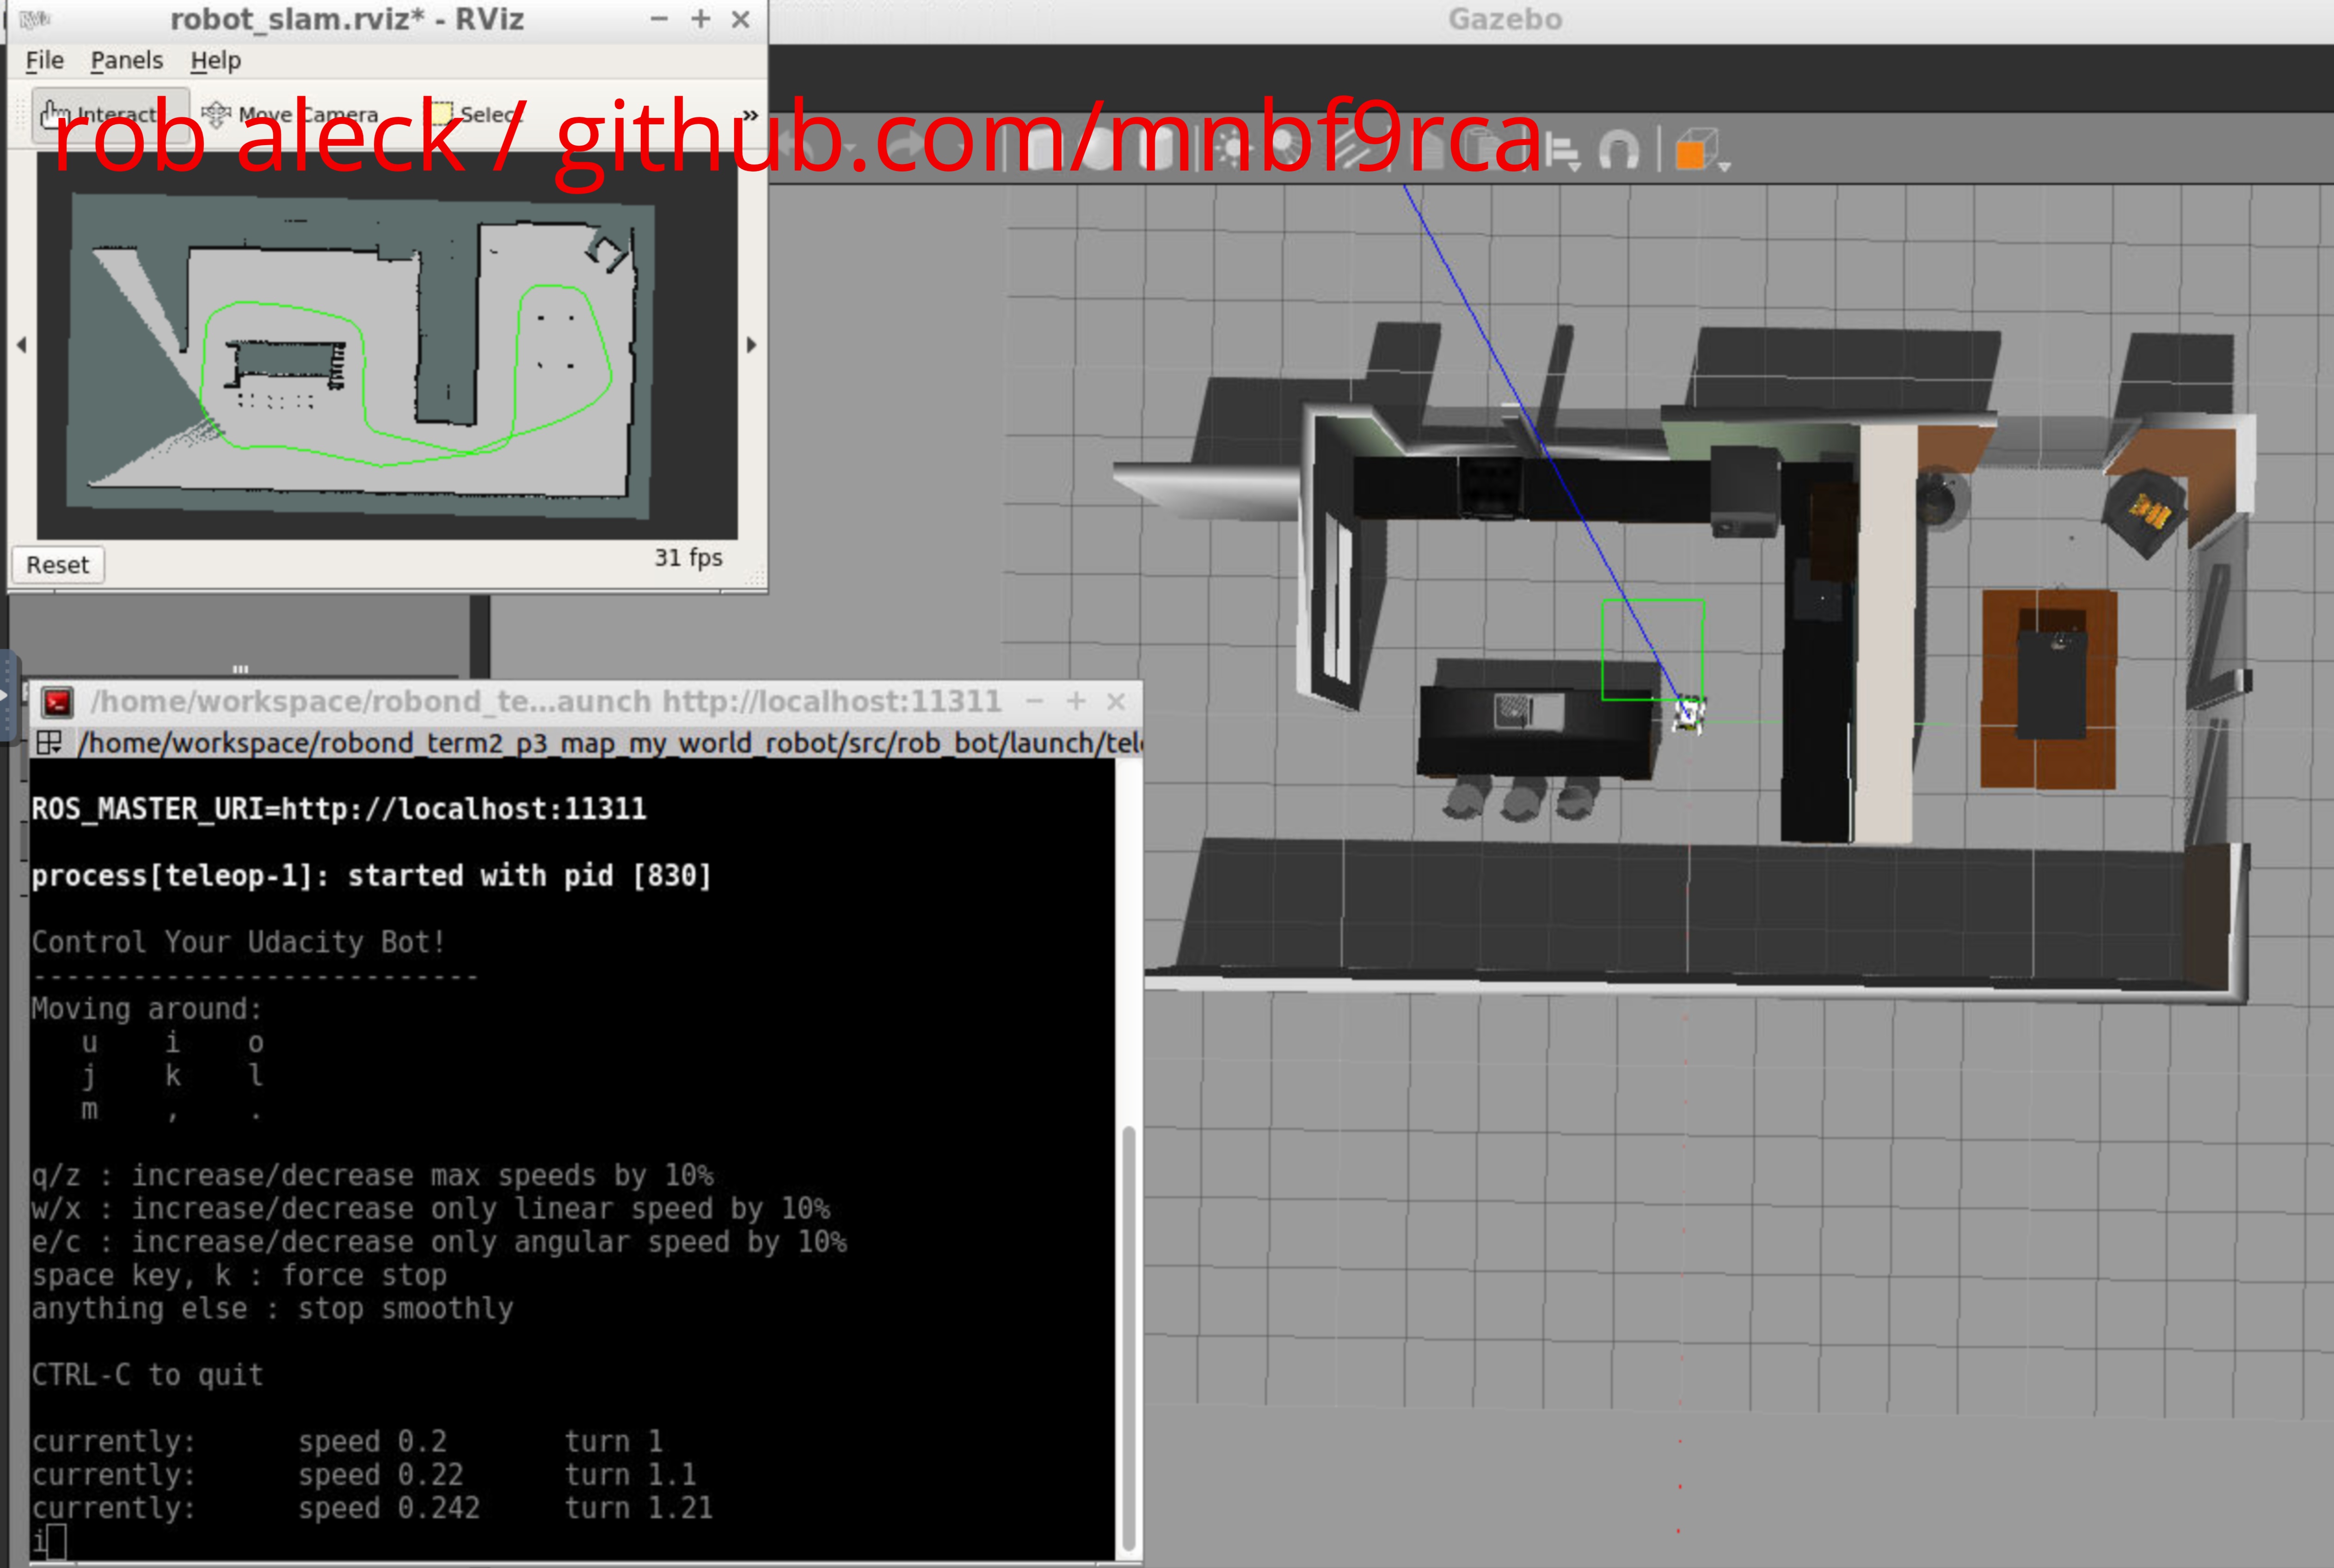 robot_slam.rviz* - RViz
Gazebo
File Panels Help
Interact Move Camera Select »
rob aleck / github.com/mnbf9rca
Reset
31 fps
/home/workspace/robond_te...aunch http://localhost:11311
/home/workspace/robond_term2_p3_map_my_world_robot/src/rob_bot/launch/tel
ROS_MASTER_URI=http://localhost:11311
process[teleop-1]: started with pid [830]
Control Your Udacity Bot!
---------------------------
Moving around:
u i o
j k l
m , .
q/z : increase/decrease max speeds by 10%
w/x : increase/decrease only linear speed by 10%
e/c : increase/decrease only angular speed by 10%
space key, k : force stop
anything else : stop smoothly
CTRL-C to quit
currently: speed 0.2 turn 1
currently: speed 0.22 turn 1.1
currently: speed 0.242 turn 1.21
i